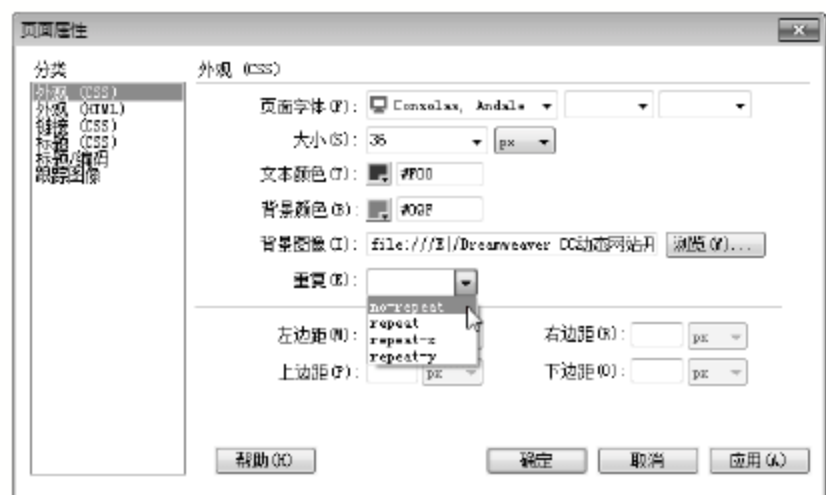 页面属性
分类
外观 (CSS)
外观 (CSS)
外观 (HTML)
链接 (CSS)
标题 (CSS)
标题/编码
跟踪图像
页面字体(F): Consolas, Andale
大小(S): 36 px
文本颜色(T): #F00
背景颜色(B):
背景图像(I): file:///E|/Dreamweaver CC动态网站开 浏览(W)...
重复(E):
no-repeat
repeat
repeat-x
repeat-y
左边距(M): 右边距(R): px
上边距(P): px 下边距(O): px
帮助(H) 确定 取消 应用(A)